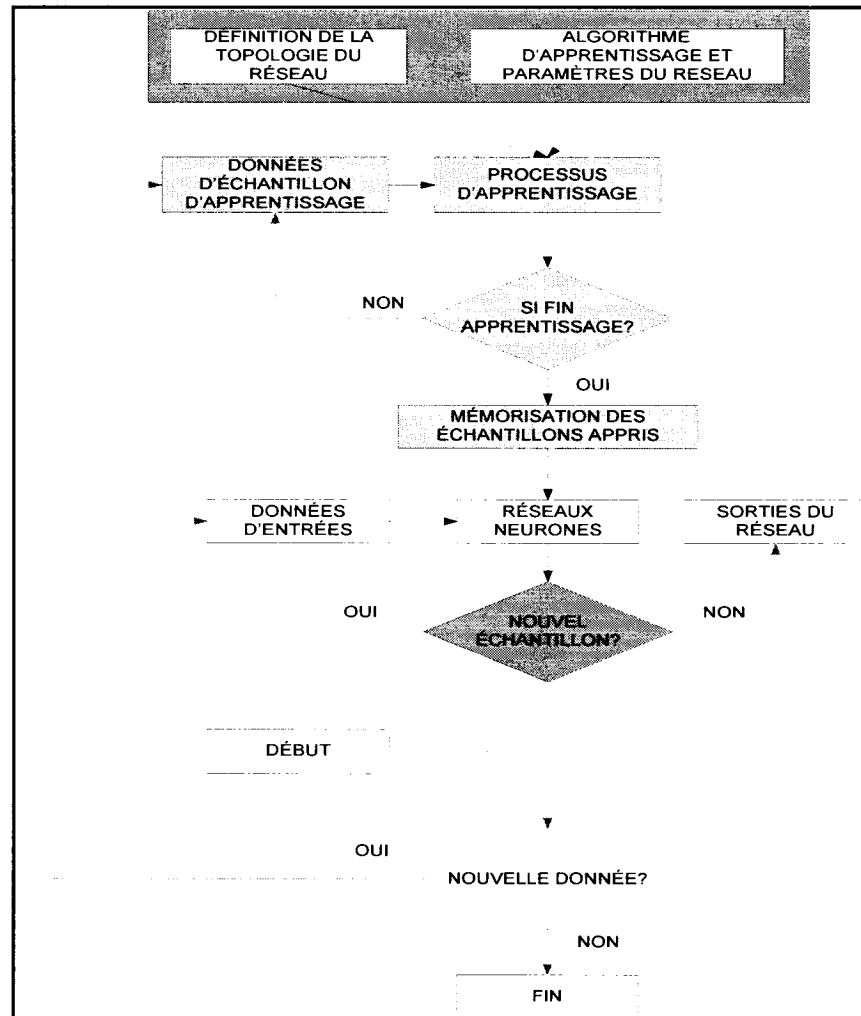 DÉFINITION DE LA
TOPOLOGIE DU
RÉSEAU
ALGORITHME
D'APPRENTISSAGE ET
PARAMÈTRES DU RESEAU
DONNÉES
D'ÉCHANTILLON
D'APPRENTISSAGE
PROCESSUS
D'APPRENTISSAGE
NON
SI FIN
APPRENTISSAGE?
OUI
MÉMORISATION DES
ÉCHANTILLONS APPRIS
DONNÉES
D'ENTRÉES
RÉSEAUX
NEURONES
SORTIES DU
RÉSEAU
OUI
NOUVEL
ÉCHANTILLON?
NON
DÉBUT
OUI
NOUVELLE DONNÉE?
NON
FIN